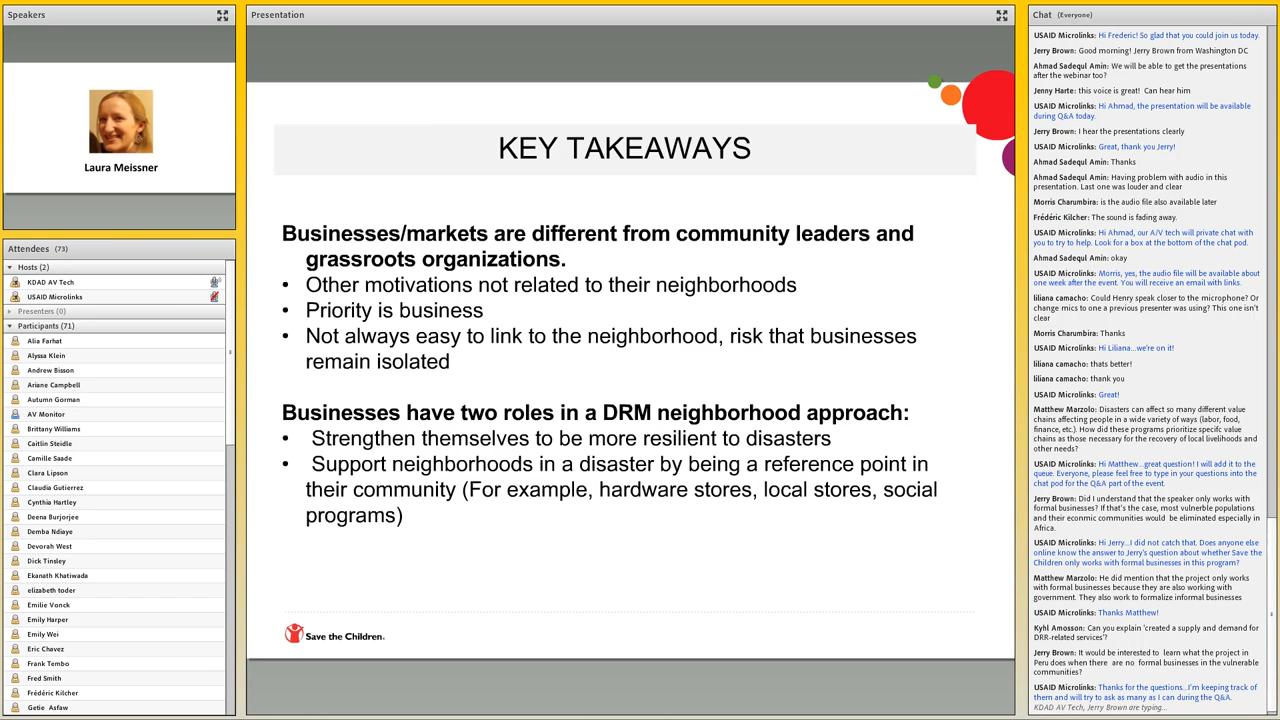 Speakers
Laura Meissner
Attendees (73)
Hosts (2)
KDAD AV Tech
USAID Microlinks
Presenters (0)
Participants (71)
Alia Farhat
Alyssa Klein
Andrew Bisson
Ariane Campbell
Autumn Gorman
AV Monitor
Brittany Williams
Caitlin Steidle
Camille Saade
Clara Lipson
Claudia Gutierrez
Cynthia Hartley
Deena Burjorjee
Demba Ndiaye
Devorah West
Dick Tinsley
Ekanath Khatiwada
elizabeth toder
Emilie Vonck
Emily Harper
Emily Wei
Eric Chavez
Frank Tembo
Fred Smith
Frédéric Kilcher
Getie Asfaw
Presentation
KEY TAKEAWAYS
Businesses/markets are different from community leaders and
grassroots organizations.
• Other motivations not related to their neighborhoods
• Priority is business
• Not always easy to link to the neighborhood, risk that businesses
remain isolated
Businesses have two roles in a DRM neighborhood approach:
• Strengthen themselves to be more resilient to disasters
• Support neighborhoods in a disaster by being a reference point in
their community (For example, hardware stores, local stores, social
programs)
Save the Children.
Chat (Everyone)
USAID Microlinks: Hi Frederic! So glad that you could join us today.
Jerry Brown: Good morning! Jerry Brown from Washington DC
Ahmad Sadequl Amin: We will be able to get the presentations
after the webinar too?
Jenny Harte: this voice is great! Can hear him
USAID Microlinks: Hi Ahmad, the presentation will be available
during Q&A today.
Jerry Brown: I hear the presentations clearly
USAID Microlinks: Great, thank you Jerry!
Ahmad Sadequl Amin: Thanks
Ahmad Sadequl Amin: Having problem with audio in this
presentation. Last one was louder and clear
Morris Charumbira: is the audio file also available later
Frédéric Kilcher: The sound is fading away.
USAID Microlinks: Hi Ahmad, our A/V tech will private chat with
you to try to help. Look for a box at the bottom of the chat pod.
Ahmad Sadequl Amin: okay
USAID Microlinks: Morris, yes, the audio file will be available about
one week after the event. You will receive an email with links.
liliana camacho: Could Henry speak closer to the microphone? Or
change mics to one a previous presenter was using? This one isn't
clear
Morris Charumbira: Thanks
USAID Microlinks: Hi Liliana...we're on it!
liliana camacho: thats better!
liliana camacho: thank you
USAID Microlinks: Great!
Matthew Marzolo: Disasters can affect so many different value
chains affecting people in a wide variety of ways (labor, food,
finance, etc.). How did these programs prioritize specifc value
chains as those necessary for the recovery of local livelihoods and
other needs?
USAID Microlinks: Hi Matthew...great question! I will add it to the
queue. Everyone, please feel free to type in your questions into the
chat pod for the Q&A part of the event.
Jerry Brown: Did I understand that the speaker only works with
formal businesses? If that's the case, most vulnerble populations
and their econmic communities would be eliminated especially in
Africa.
USAID Microlinks: Hi Jerry...I did not catch that. Does anyone else
online know the answer to Jerry's question about whether Save the
Children only works with formal businesses in this program?
Matthew Marzolo: He did mention that the project only works
with formal businesses because they are also working with
government. They also work to formalize informal businesses
USAID Microlinks: Thanks Matthew!
Kyhl Amosson: Can you explain 'created a supply and demand for
DRR-related services'?
Jerry Brown: It would be interested to learn what the project in
Peru does when there are no formal businesses in the vulnerable
communities?
USAID Microlinks: Thanks for the questions...I'm keeping track of
them and will try to ask as many as I can during the Q&A.
KDAD AV Tech, Jerry Brown are typing...